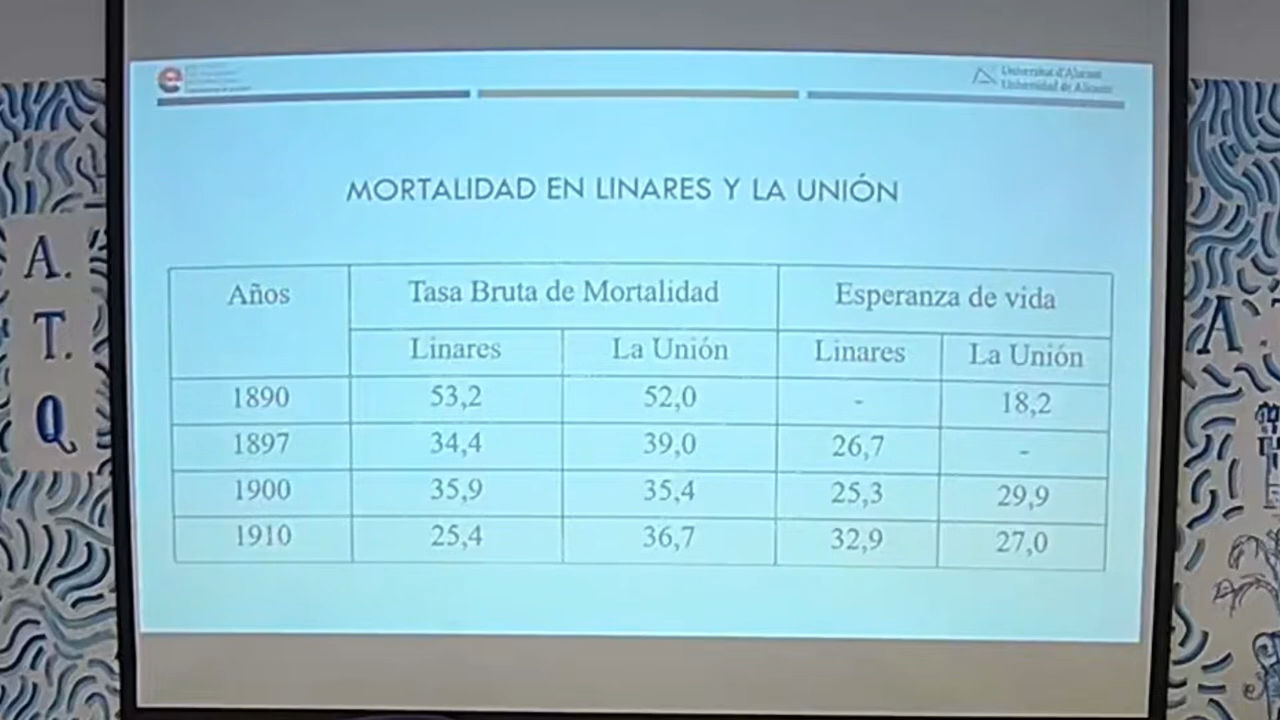 Universitat d'Alacant
Universidad de Alicante
MORTALIDAD EN LINARES Y LA UNIÓN
Años Tasa Bruta de Mortalidad Esperanza de vida
Linares La Unión Linares La Unión
1890 53,2 52,0 - 18,2
1897 34,4 39,0 26,7 -
1900 35,9 35,4 25,3 29,9
1910 25,4 36,7 32,9 27,0
A.
T.
Q
A.